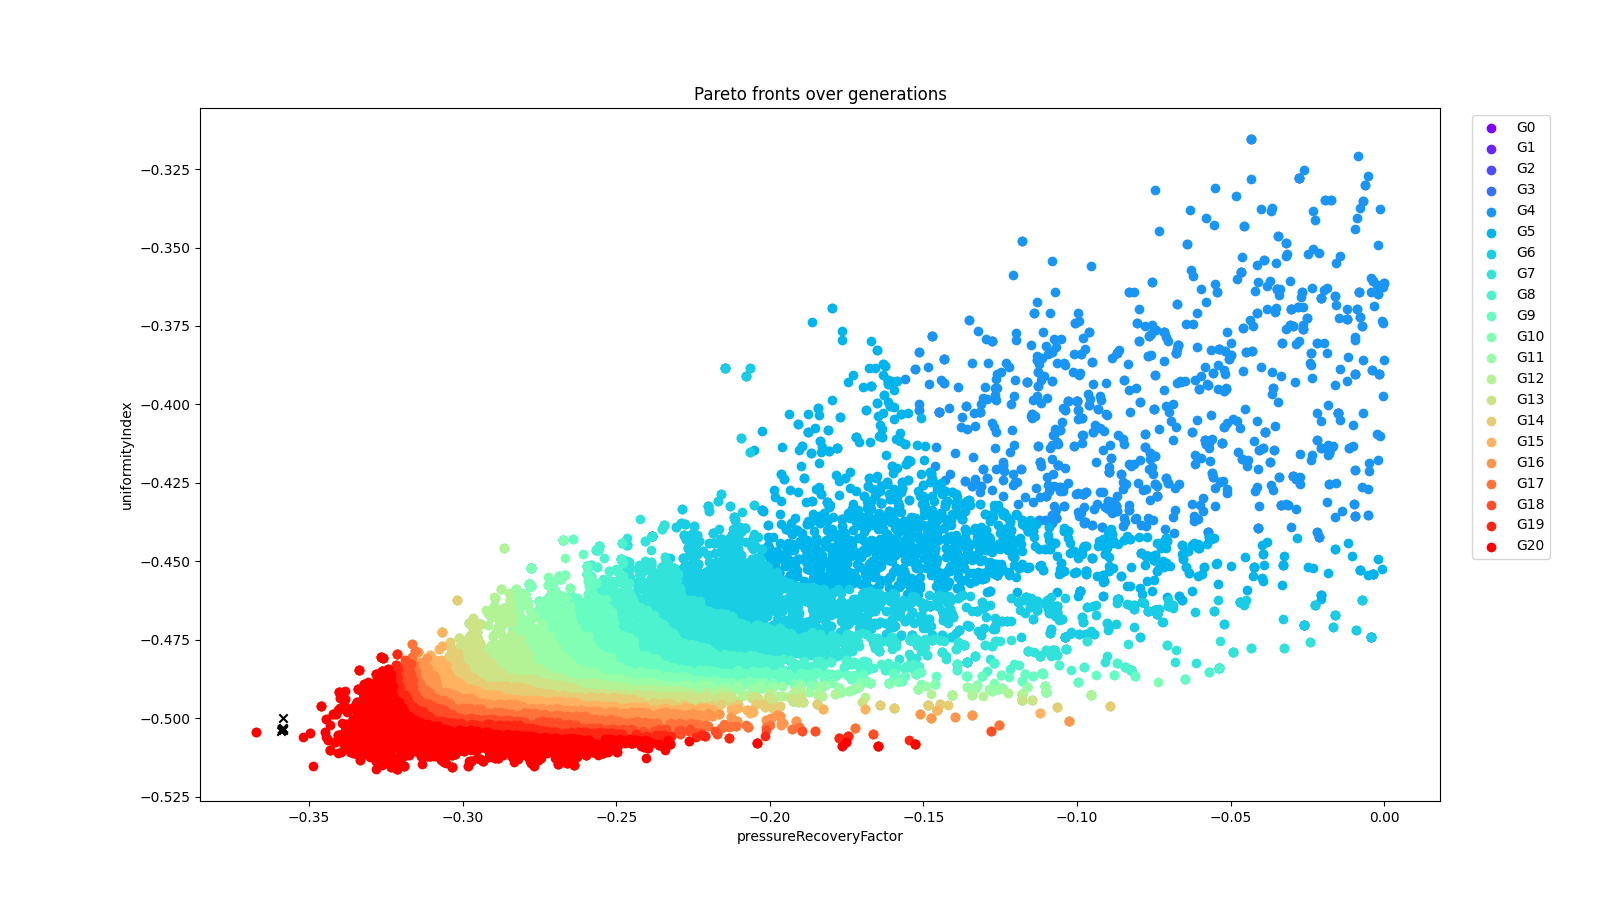 Pareto fronts over generations
uniformityIndex
−0.325
−0.350
−0.375
−0.400
−0.425
−0.450
−0.475
−0.500
−0.525
−0.35
−0.30
−0.25
−0.20
−0.15
−0.10
−0.05
0.00
pressureRecoveryFactor
G0
G1
G2
G3
G4
G5
G6
G7
G8
G9
G10
G11
G12
G13
G14
G15
G16
G17
G18
G19
G20